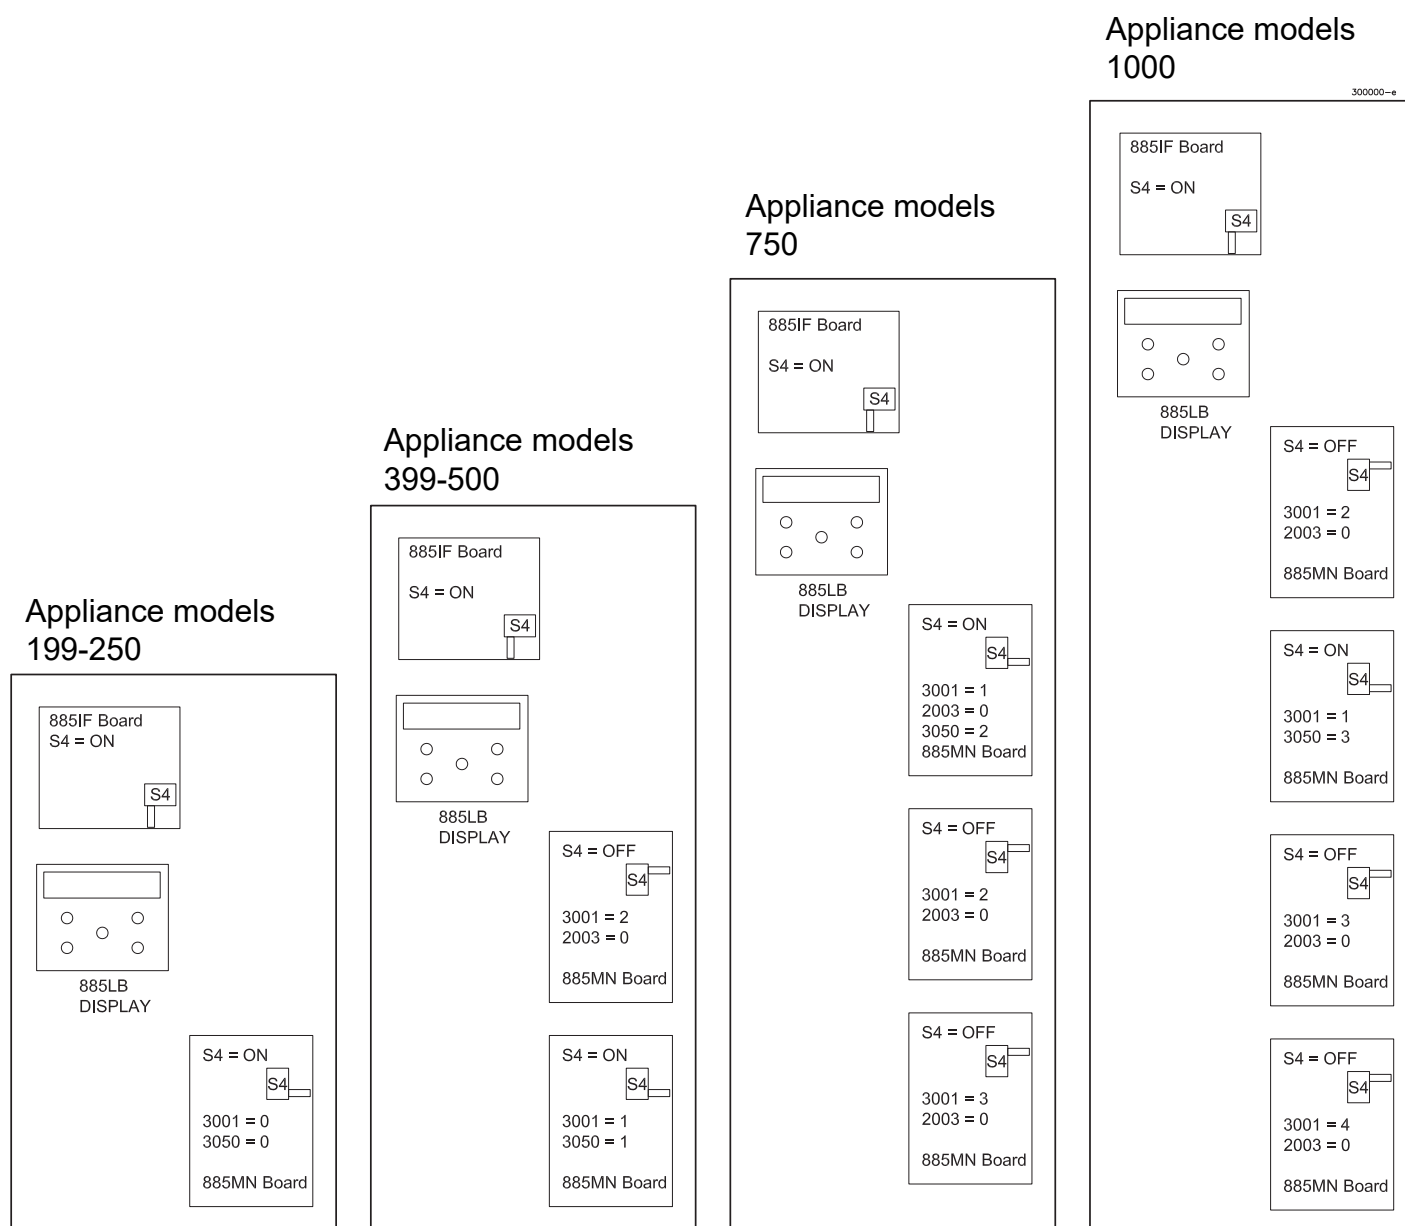 Appliance models
199-250
885IF Board
S4 = ON
S4
885LB
DISPLAY
S4 = ON
S4
3001 = 0
3050 = 0
885MN Board
Appliance models
399-500
885IF Board
S4 = ON
S4
885LB
DISPLAY
S4 = OFF
S4
3001 = 2
2003 = 0
885MN Board
S4 = ON
S4
3001 = 1
3050 = 1
885MN Board
Appliance models
750
885IF Board
S4 = ON
S4
885LB
DISPLAY
S4 = ON
S4
3001 = 1
2003 = 0
3050 = 2
885MN Board
S4 = OFF
S4
3001 = 2
2003 = 0
885MN Board
S4 = OFF
S4
3001 = 3
2003 = 0
885MN Board
Appliance models
1000
300000-e
885IF Board
S4 = ON
S4
885LB
DISPLAY
S4 = OFF
S4
3001 = 2
2003 = 0
885MN Board
S4 = ON
S4
3001 = 1
3050 = 3
885MN Board
S4 = OFF
S4
3001 = 3
2003 = 0
885MN Board
S4 = OFF
S4
3001 = 4
2003 = 0
885MN Board